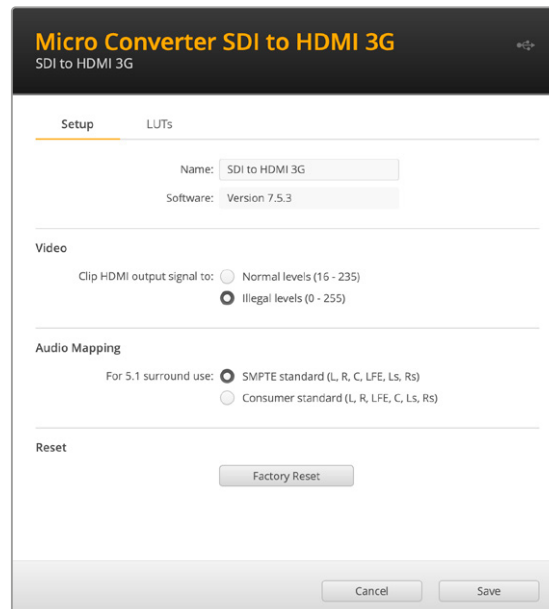 Micro Converter SDI to HDMI 3G
SDI to HDMI 3G
Setup LUTs
Name: SDI to HDMI 3G
Software: Version 7.5.3
Video
Clip HDMI output signal to: Normal levels (16 - 235)
Illegal levels (0 - 255)
Audio Mapping
For 5.1 surround use: SMPTE standard (L, R, C, LFE, Ls, Rs)
Consumer standard (L, R, LFE, C, Ls, Rs)
Reset
Factory Reset
Cancel Save